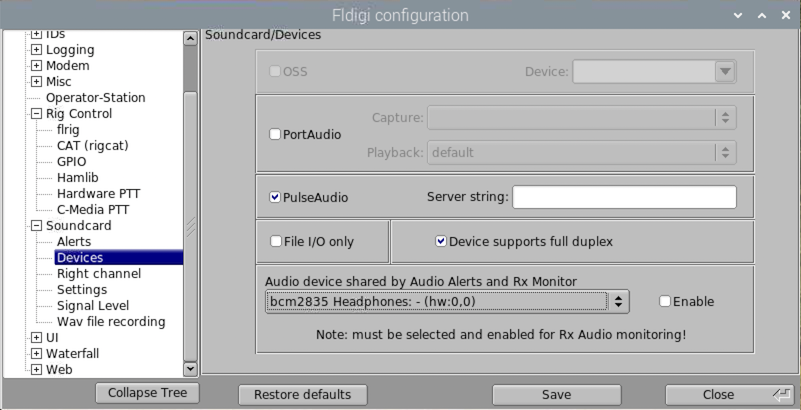 Fldigi configuration
IDs
Logging
Modem
Misc
Operator-Station
Rig Control
flrig
CAT (rigcat)
GPIO
Hamlib
Hardware PTT
C-Media PTT
Soundcard
Alerts
Devices
Right channel
Settings
Signal Level
Wav file recording
UI
Waterfall
Web
Collapse Tree
Soundcard/Devices
OSS Device:
Capture:
PortAudio
Playback: default
PulseAudio Server string:
File I/O only Device supports full duplex
Audio device shared by Audio Alerts and Rx Monitor
bcm2835 Headphones: - (hw:0,0) Enable
Note: must be selected and enabled for Rx Audio monitoring!
Restore defaults Save Close